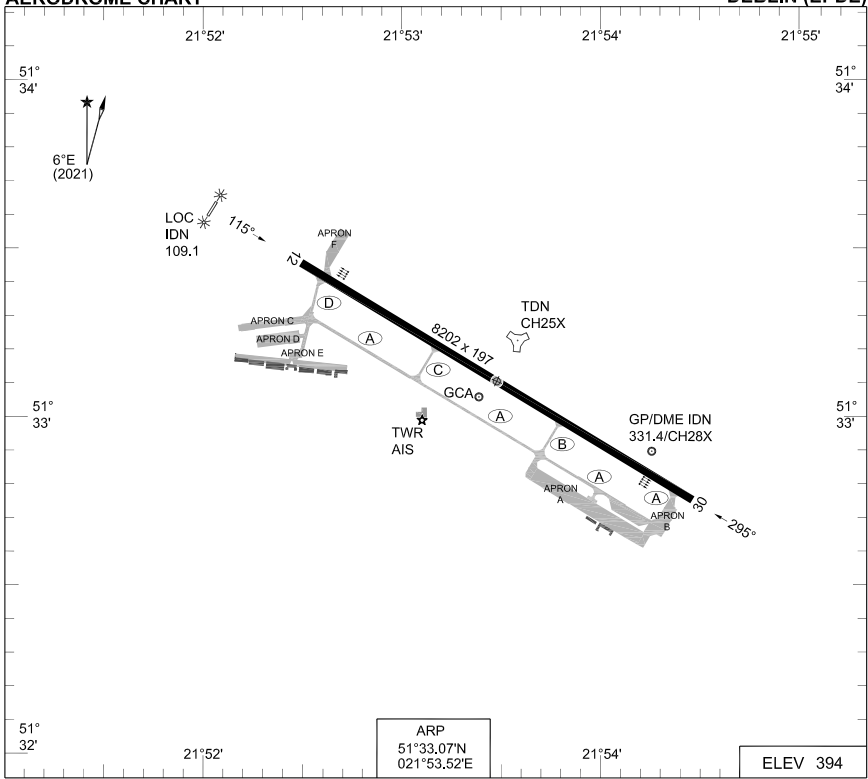 AERODROME CHART
DEBLIN (EPDE)
21°52'
21°53'
21°54'
21°55'
51°
34'
51°
34'
6°E
(2021)
LOC
IDN
109.1
115°
12
APRON
F
D
APRON C
APRON D
APRON E
A
8202 x 197
TDN
CH25X
C
GCA
A
51°
33'
51°
33'
TWR
AIS
GP/DME IDN
331.4/CH28X
B
A
APRON
A
A
30
APRON
B
295°
51°
32'
21°52'
ARP
51°33.07'N
021°53.52'E
21°54'
ELEV 394